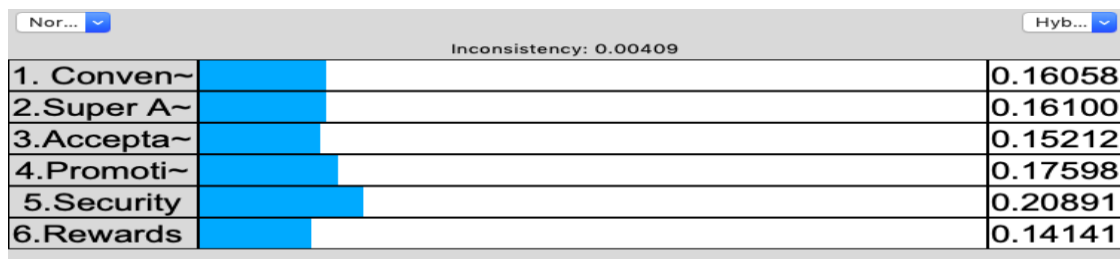 Nor... Hyb...
Inconsistency: 0.00409
1. Conven~ 0.16058
2.Super A~ 0.16100
3.Accepta~ 0.15212
4.Promoti~ 0.17598
5.Security 0.20891
6.Rewards 0.14141